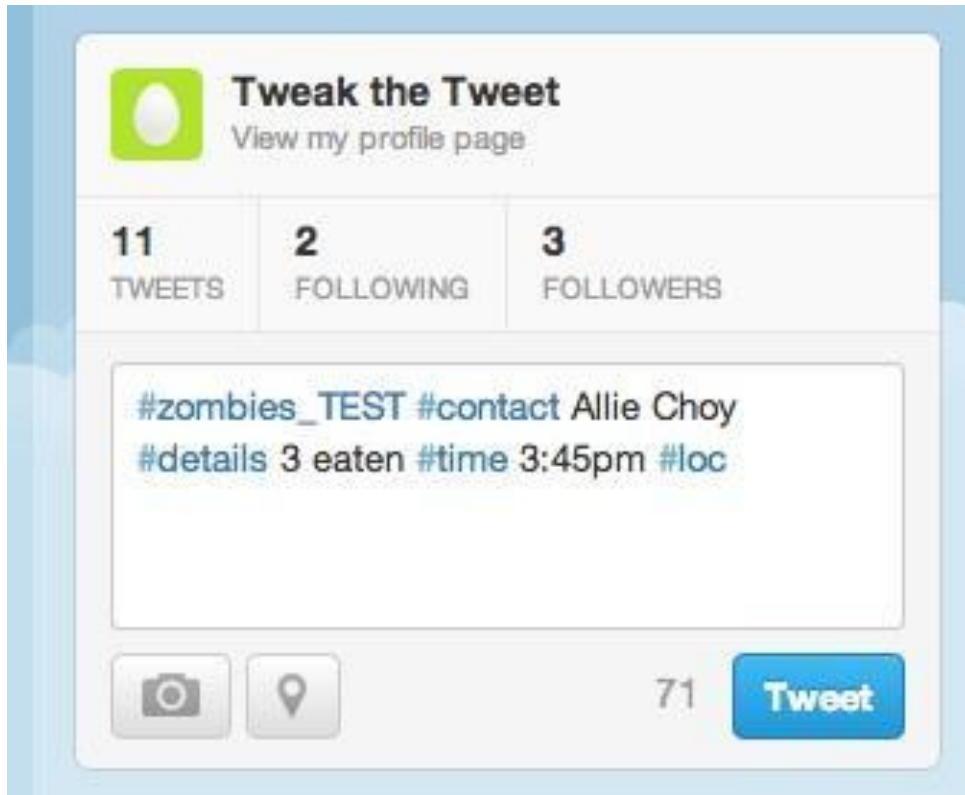 Tweak the Tweet
View my profile page
11
TWEETS
2
FOLLOWING
3
FOLLOWERS
#zombies_TEST #contact Allie Choy
#details 3 eaten #time 3:45pm #loc
71
Tweet